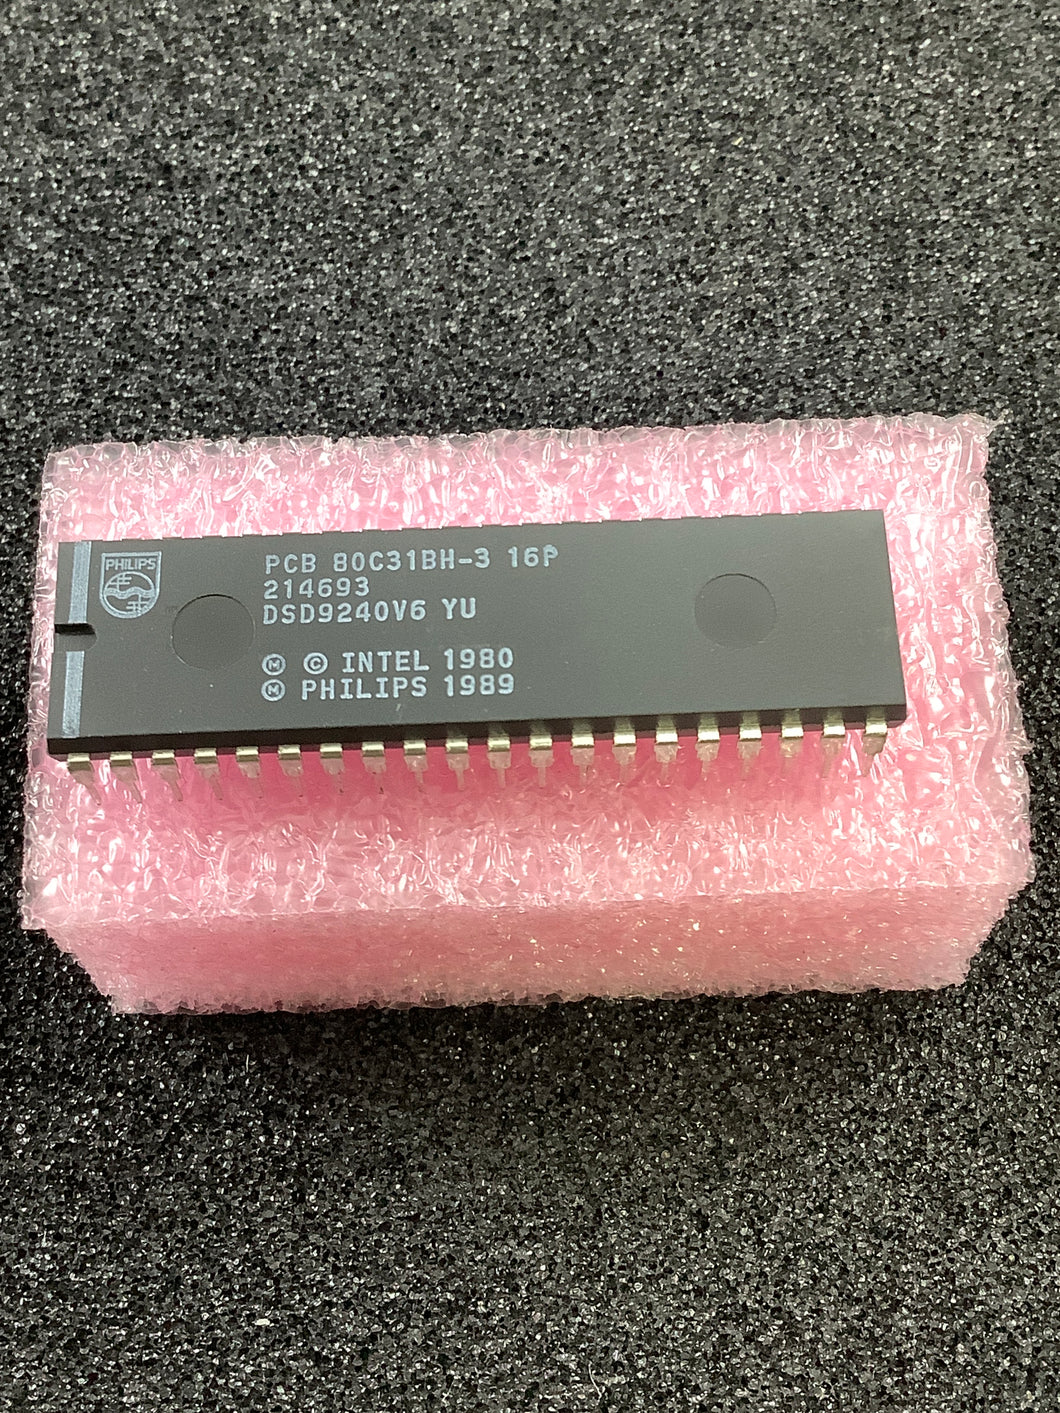 PHILIPS
PCB 80C31BH-3 16P
214693
DSD9240V6 YU
Ⓜ © INTEL 1980
Ⓜ PHILIPS 1989